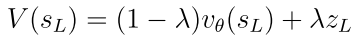 V(s_L) = (1 − λ)v_θ(s_L) + λz_L